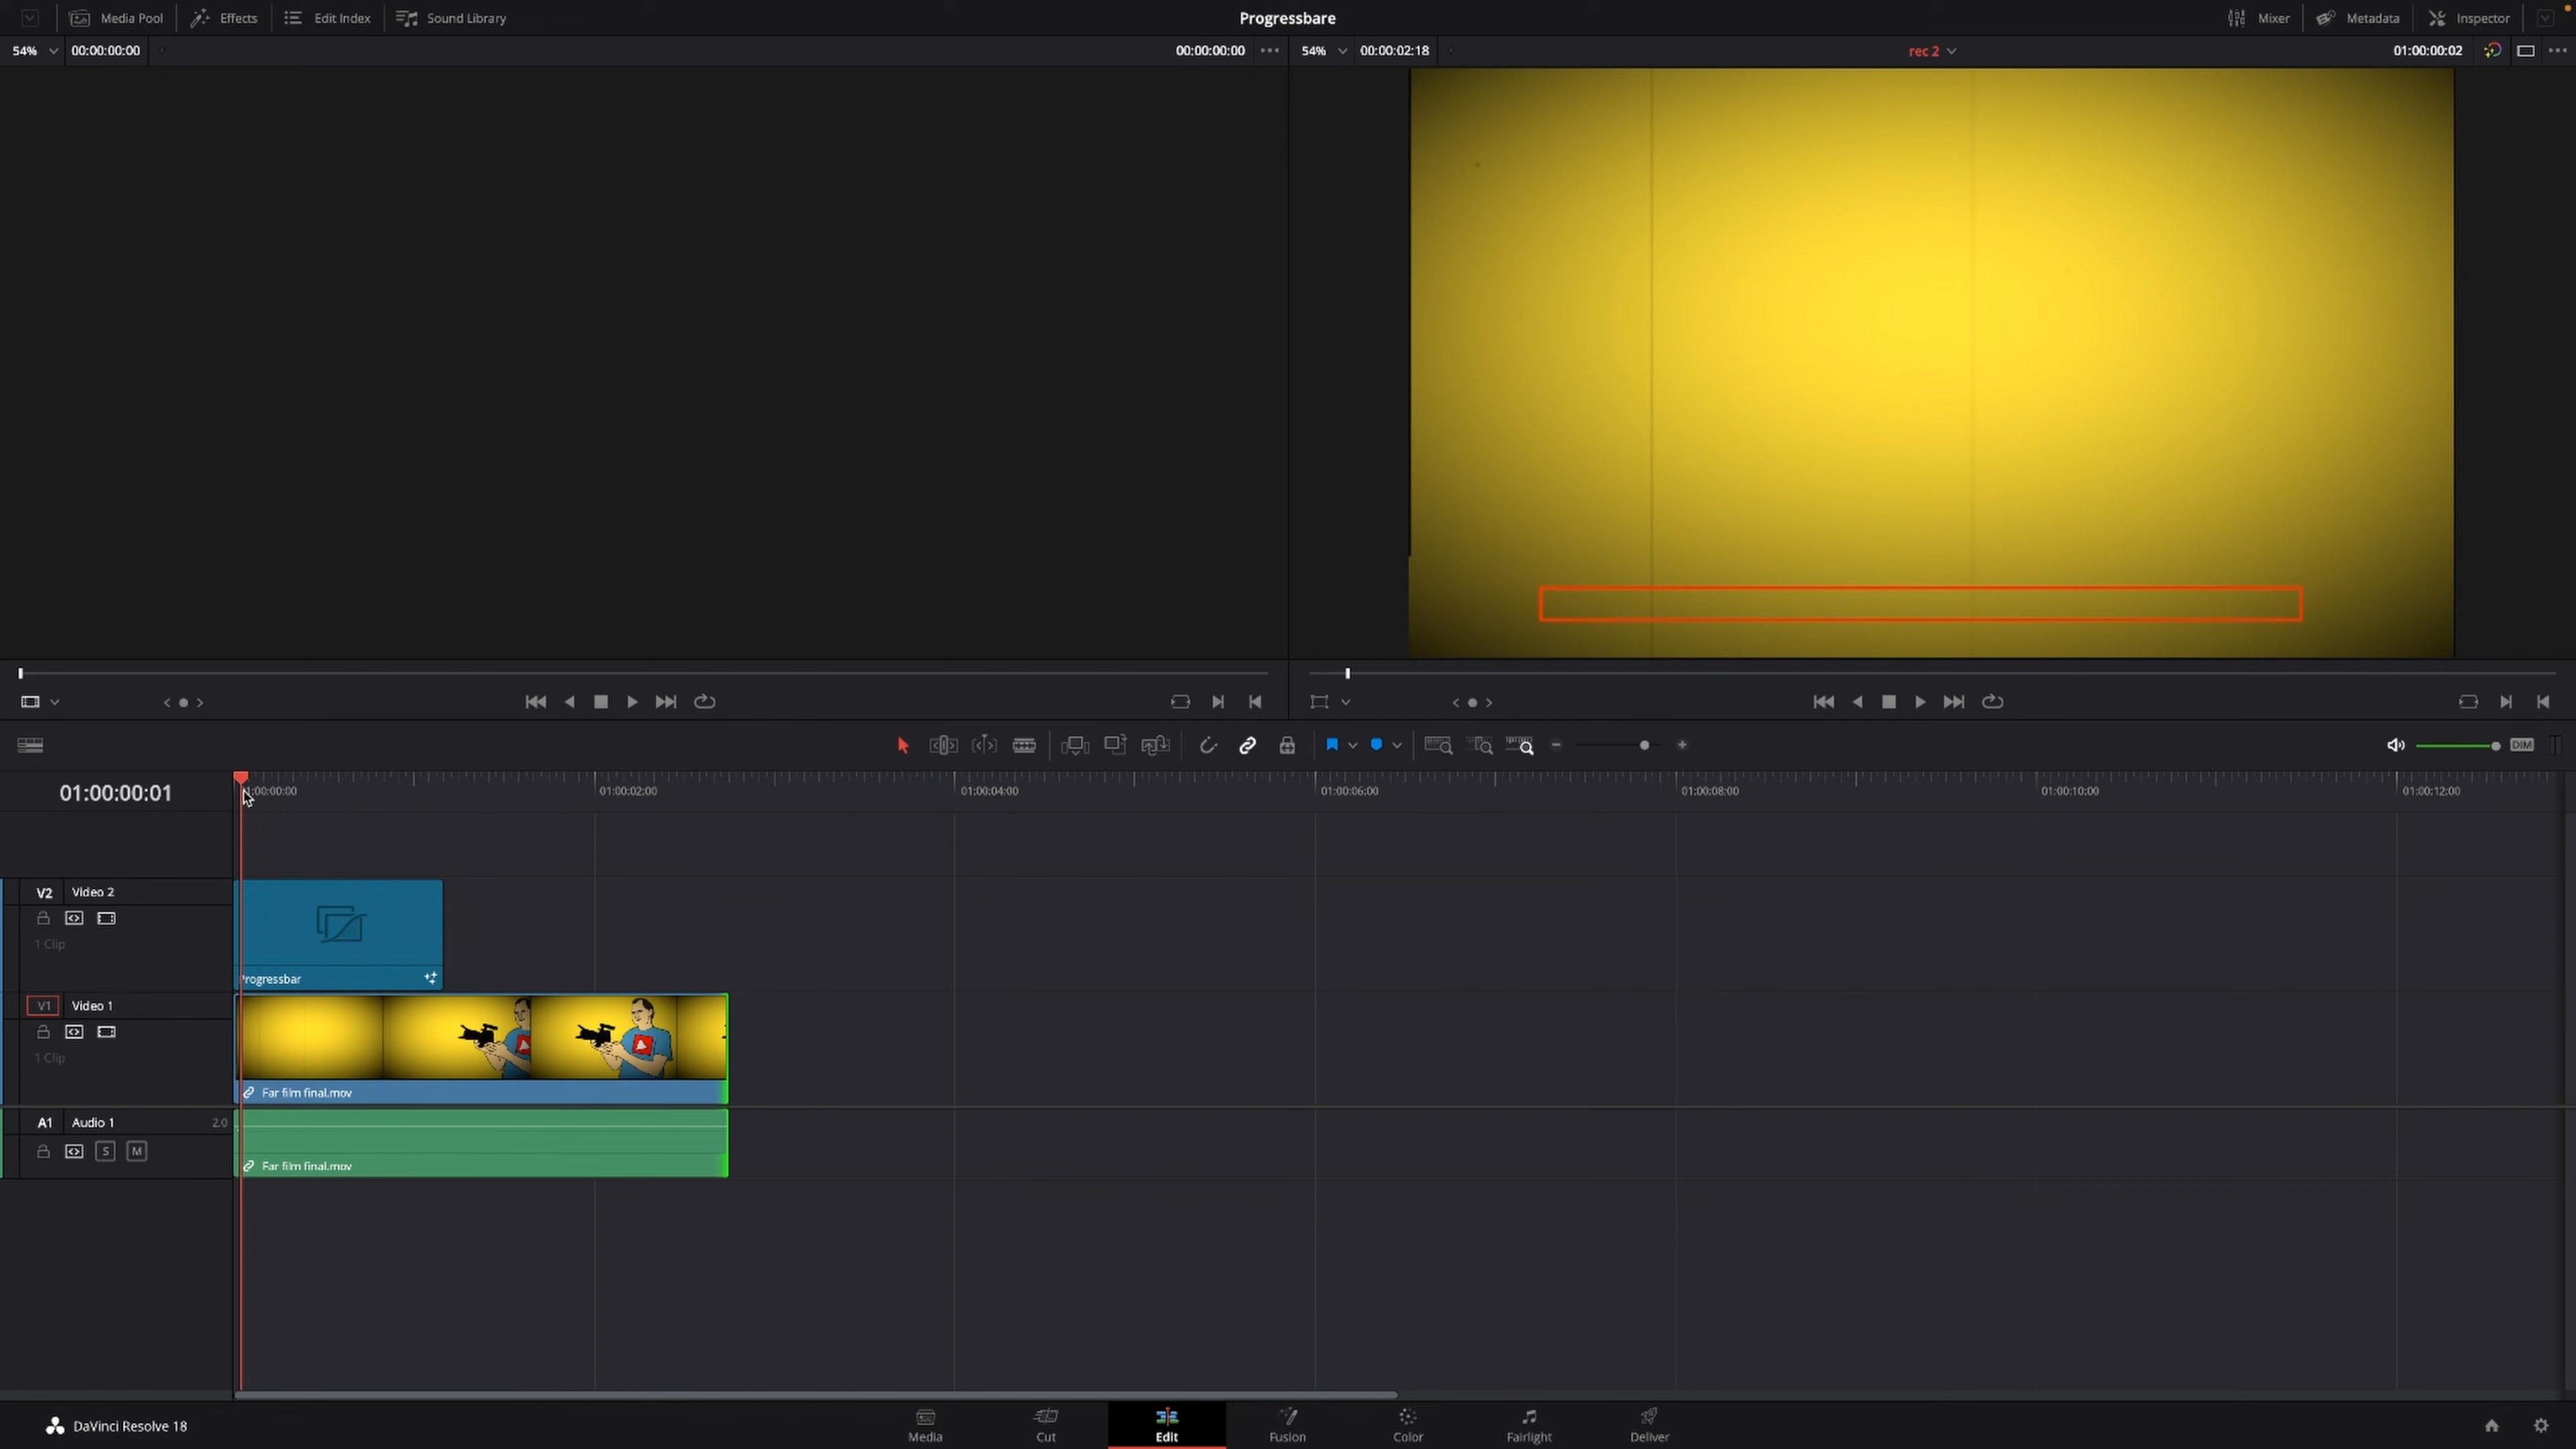 Media Pool Effects Edit Index Sound Library Progressbare Mixer Metadata Inspector
54% 00:00:00:00 00:00:00:00 54% 00:00:02:18 rec 2 01:00:00:02
DIM
01:00:00:01
01:00:02:00 01:00:04:00 01:00:06:00 01:00:08:00 01:00:10:00 01:00:12:00
V2 Video 2
1 Clip
Progressbar
V1 Video 1
1 Clip
Far film final.mov
A1 Audio 1 2.0
S M
Far film final.mov
DaVinci Resolve 18
Media Cut Edit Fusion Color Fairlight Deliver